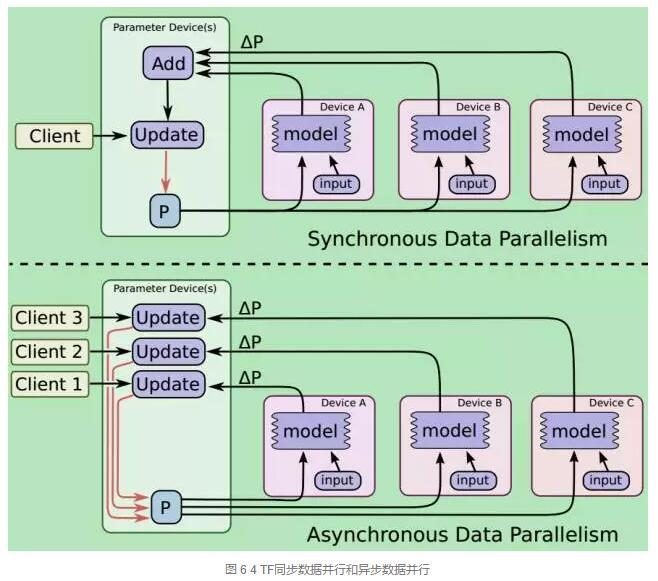 Parameter Device(s)
ΔP
Add
Device A
Device B
Device C
Client
Update
model
model
model
input
input
input
P
Synchronous Data Parallelism
Parameter Device(s)
Client 3
Update
ΔP
Client 2
Update
ΔP
Client 1
Update
ΔP
Device A
Device B
Device C
model
model
model
input
input
input
P
Asynchronous Data Parallelism
图 6 4 TF同步数据并行和异步数据并行